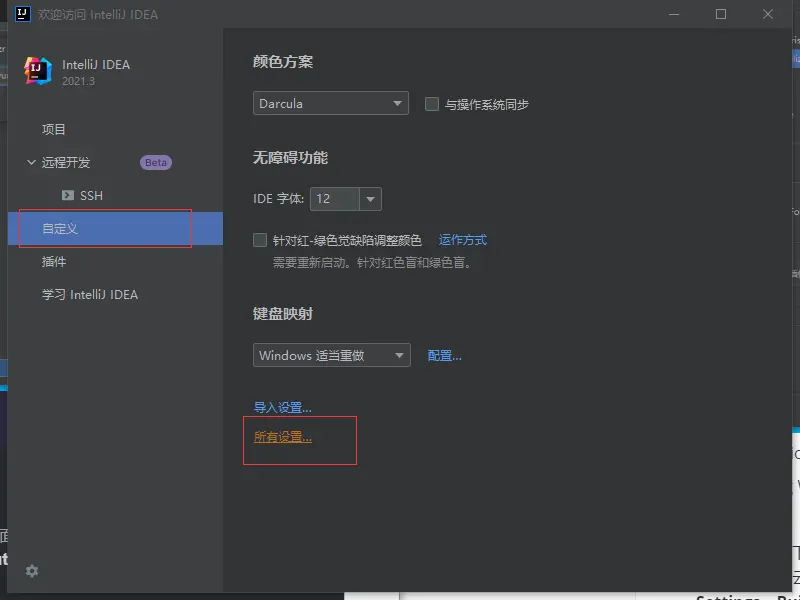 欢迎访问 IntelliJ IDEA
IntelliJ IDEA
2021.3
项目
远程开发 Beta
SSH
自定义
插件
学习 IntelliJ IDEA
颜色方案
Darcula 与操作系统同步
无障碍功能
IDE 字体: 12
针对红-绿色觉缺陷调整颜色 运作方式
需要重新启动。针对红色盲和绿色盲。
键盘映射
Windows 适当重做 配置...
导入设置...
所有设置...